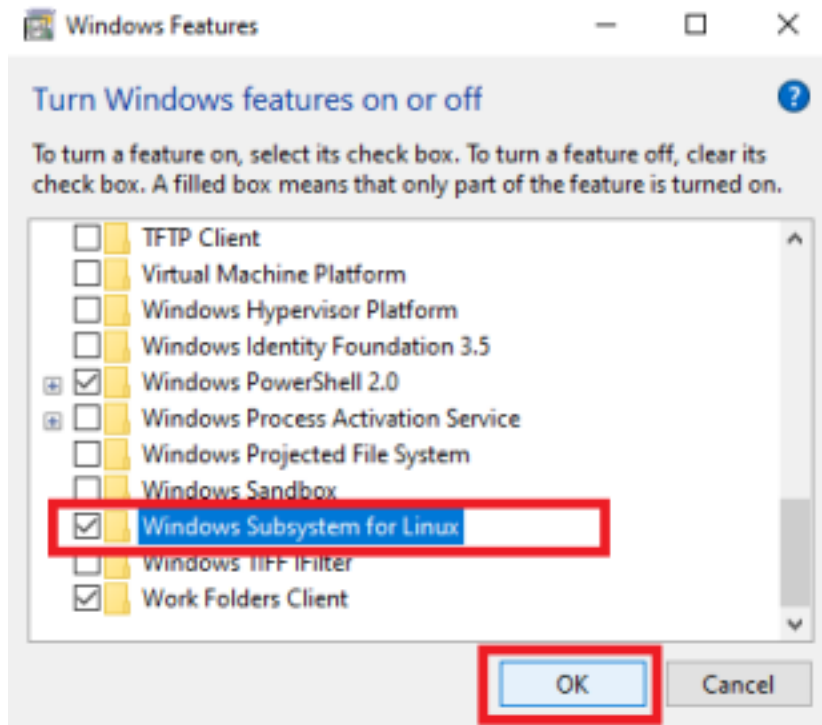 Windows Features
Turn Windows features on or off
?
To turn a feature on, select its check box. To turn a feature off, clear its
check box. A filled box means that only part of the feature is turned on.
TFTP Client
Virtual Machine Platform
Windows Hypervisor Platform
Windows Identity Foundation 3.5
Windows PowerShell 2.0
Windows Process Activation Service
Windows Projected File System
Windows Sandbox
Windows Subsystem for Linux
Windows TIFF IFilter
Work Folders Client
OK Cancel